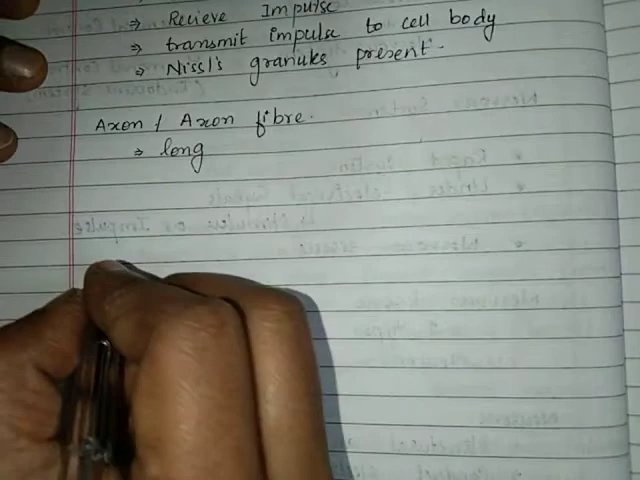 ⇒ Recieve Impulse
⇒ transmit impulse to cell body
⇒ Nissl's granules present.
Axon / Axon fibre.
⇒ long